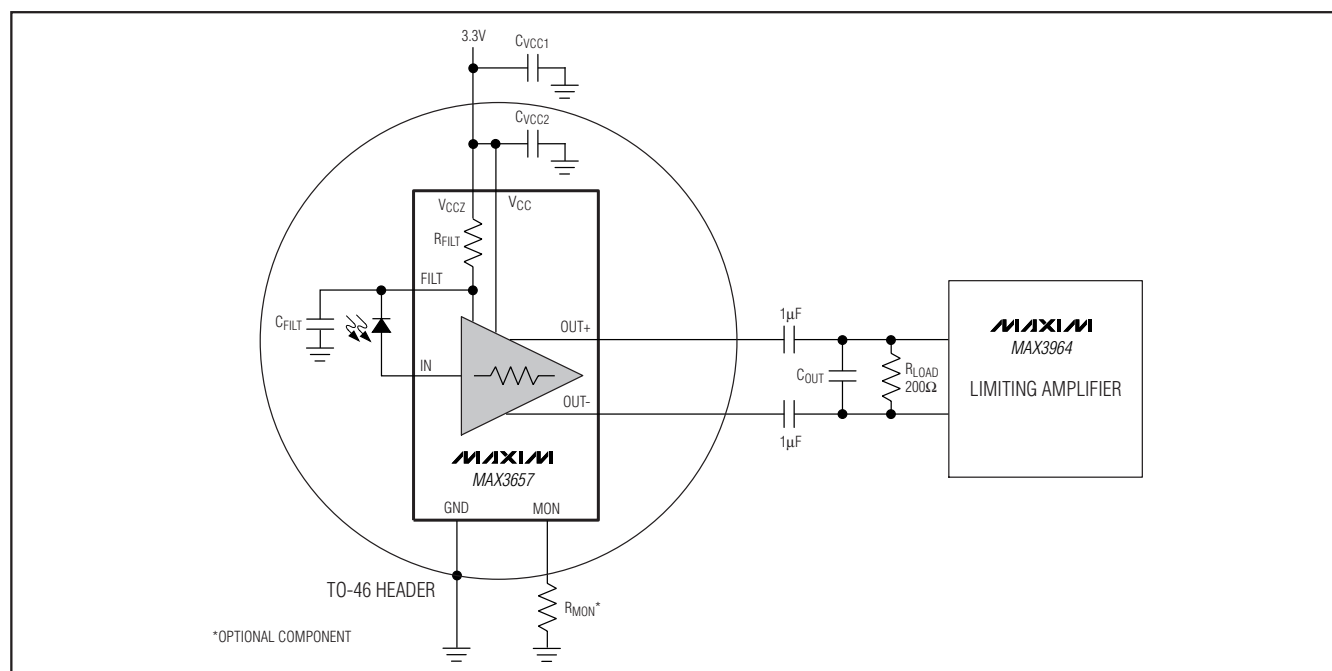 3.3V
CVCC1
CVCC2
VCCZ
VCC
RFILT
FILT
CFILT
IN
OUT+
OUT-
MAXIM
MAX3657
GND
MON
TO-46 HEADER
RMON*
*OPTIONAL COMPONENT
1μF
COUT
RLOAD
200Ω
1μF
MAXIM
MAX3964
LIMITING AMPLIFIER